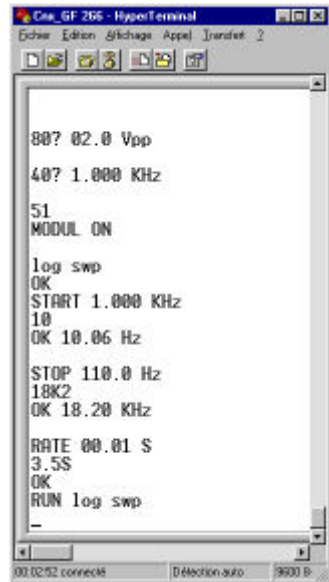 Cnx_GF 266 - HyperTerminal
Fichier Edition Affichage Appel Transfert ?
80? 02.0 Vpp
40? 1.000 KHz
51
MODUL ON
log swp
OK
START 1.000 KHz
10
OK 10.06 Hz
STOP 110.0 Hz
18K2
OK 18.20 KHz
RATE 00.01 S
3.5S
OK
RUN log swp
_
00:02:52 connecté Détection auto 9600 8-